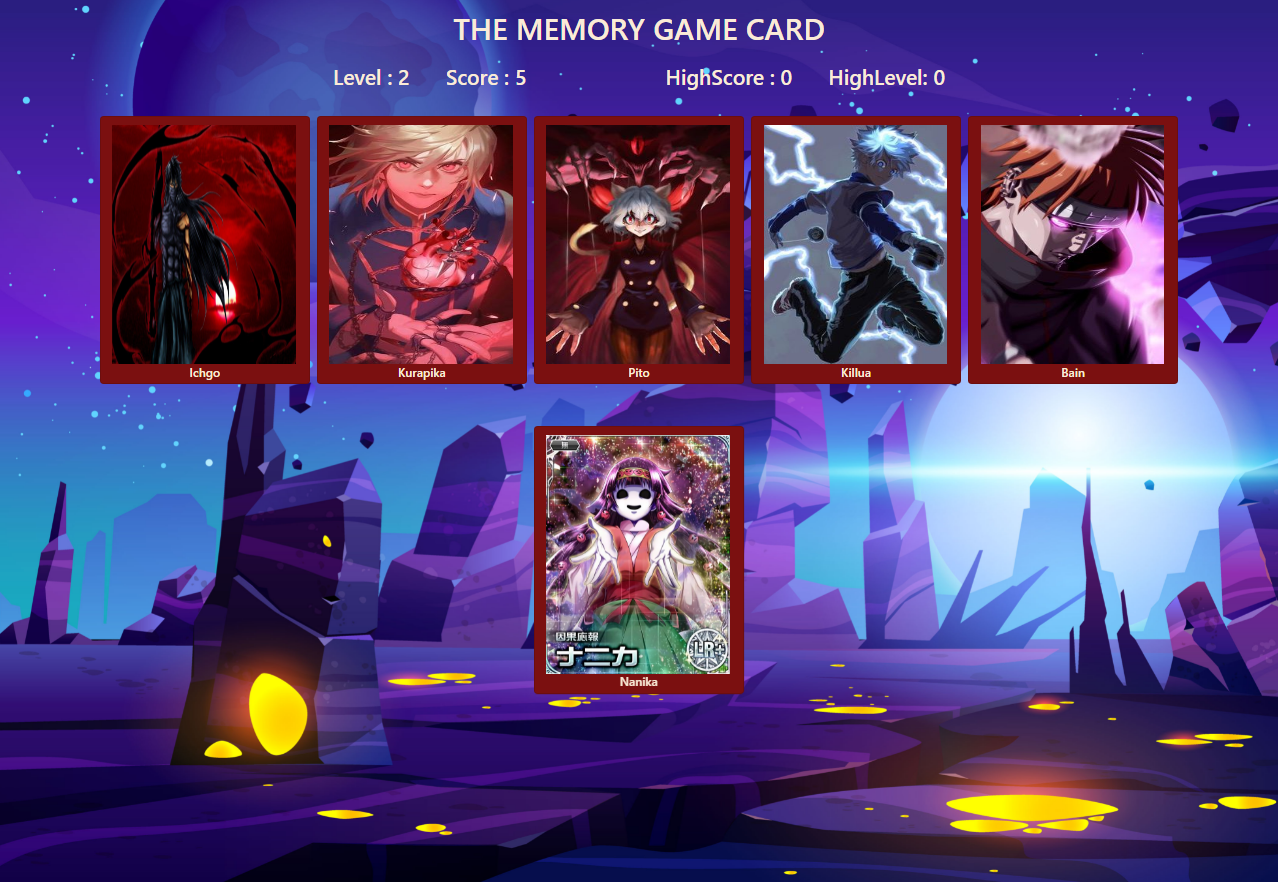 THE MEMORY GAME CARD
Level : 2 Score : 5 HighScore : 0 HighLevel: 0
Ichgo
Kurapika
Pito
Killua
Bain
因果応報
ナニカ
LR+
Nanika